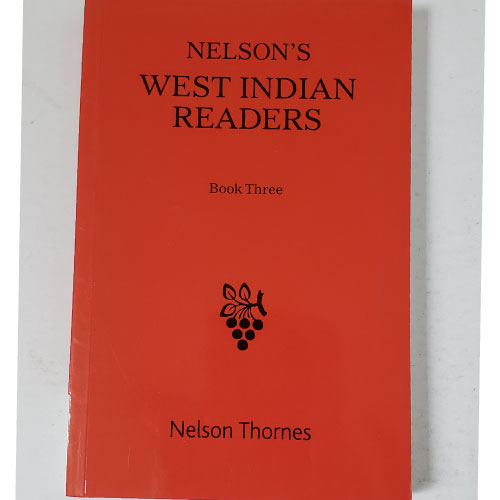 NELSON'S
WEST INDIAN
READERS
Book Three
Nelson Thornes